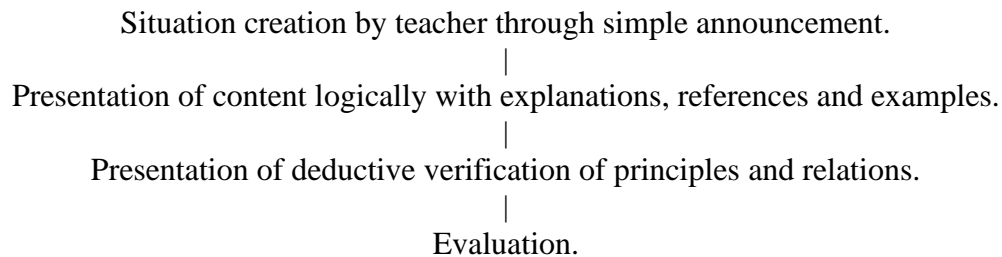 Situation creation by teacher through simple announcement.
|
Presentation of content logically with explanations, references and examples.
|
Presentation of deductive verification of principles and relations.
|
Evaluation.